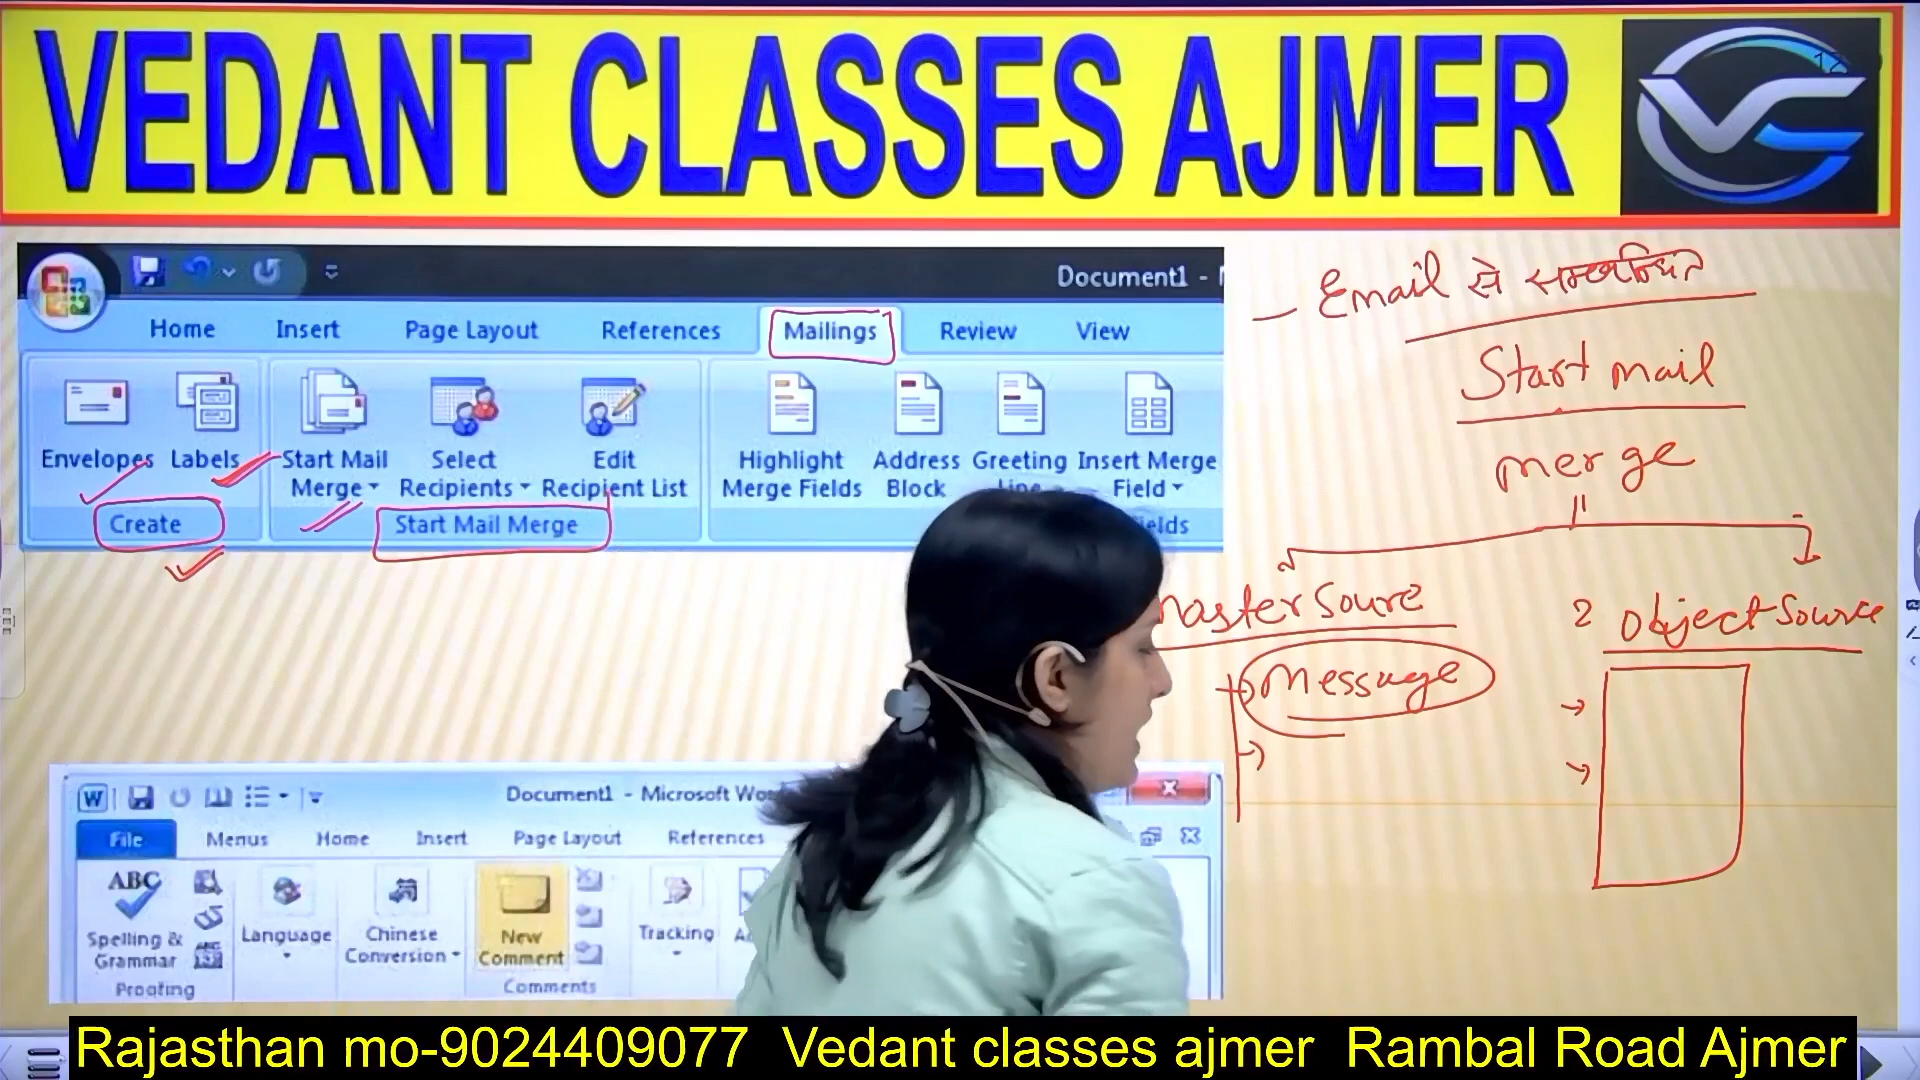 VEDANT CLASSES AJMER
VC
Document1 -
Home Insert Page Layout References Mailings Review View
Envelopes Labels Start Mail Merge Select Recipients Edit Recipient List Highlight Merge Fields Address Block Greeting Line Insert Merge Field
Create Start Mail Merge
- Email से सम्बन्धित
Start mail
merge
Master Soure
2 Object Source
Message
W Document1 - Microsoft Wo
File Menus Home Insert Page Layout References
ABC
Spelling & Grammar Language Chinese Conversion New Comment Tracking
Proofing Comments
Rajasthan mo-9024409077 Vedant classes ajmer Rambal Road Ajmer